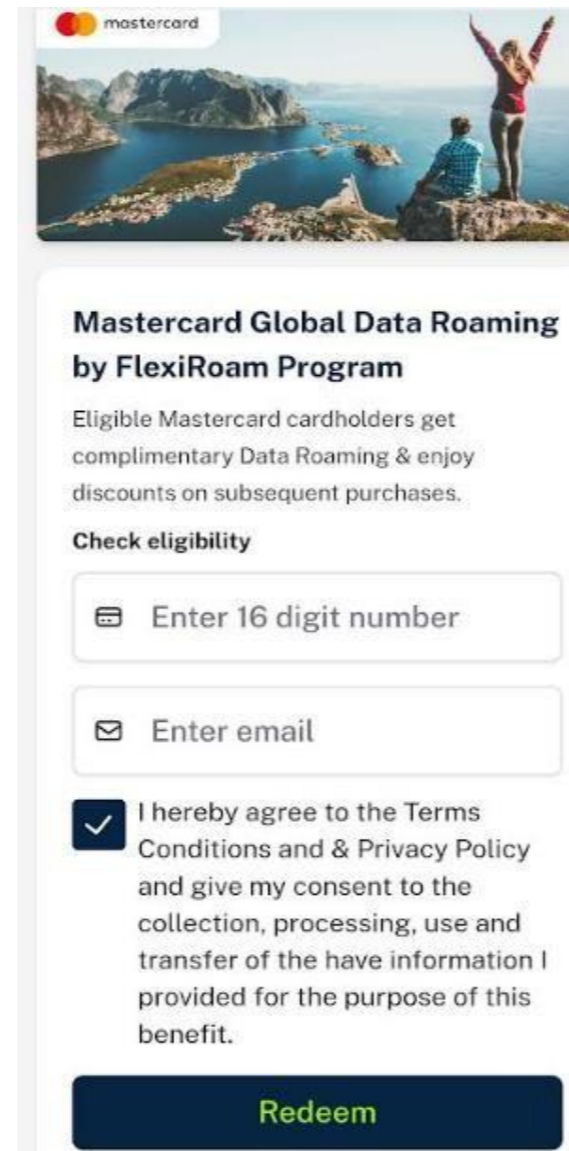 mastercard
Mastercard Global Data Roaming
by FlexiRoam Program
Eligible Mastercard cardholders get
complimentary Data Roaming & enjoy
discounts on subsequent purchases.
Check eligibility
Enter 16 digit number
Enter email
I hereby agree to the Terms
Conditions and & Privacy Policy
and give my consent to the
collection, processing, use and
transfer of the have information I
provided for the purpose of this
benefit.
Redeem